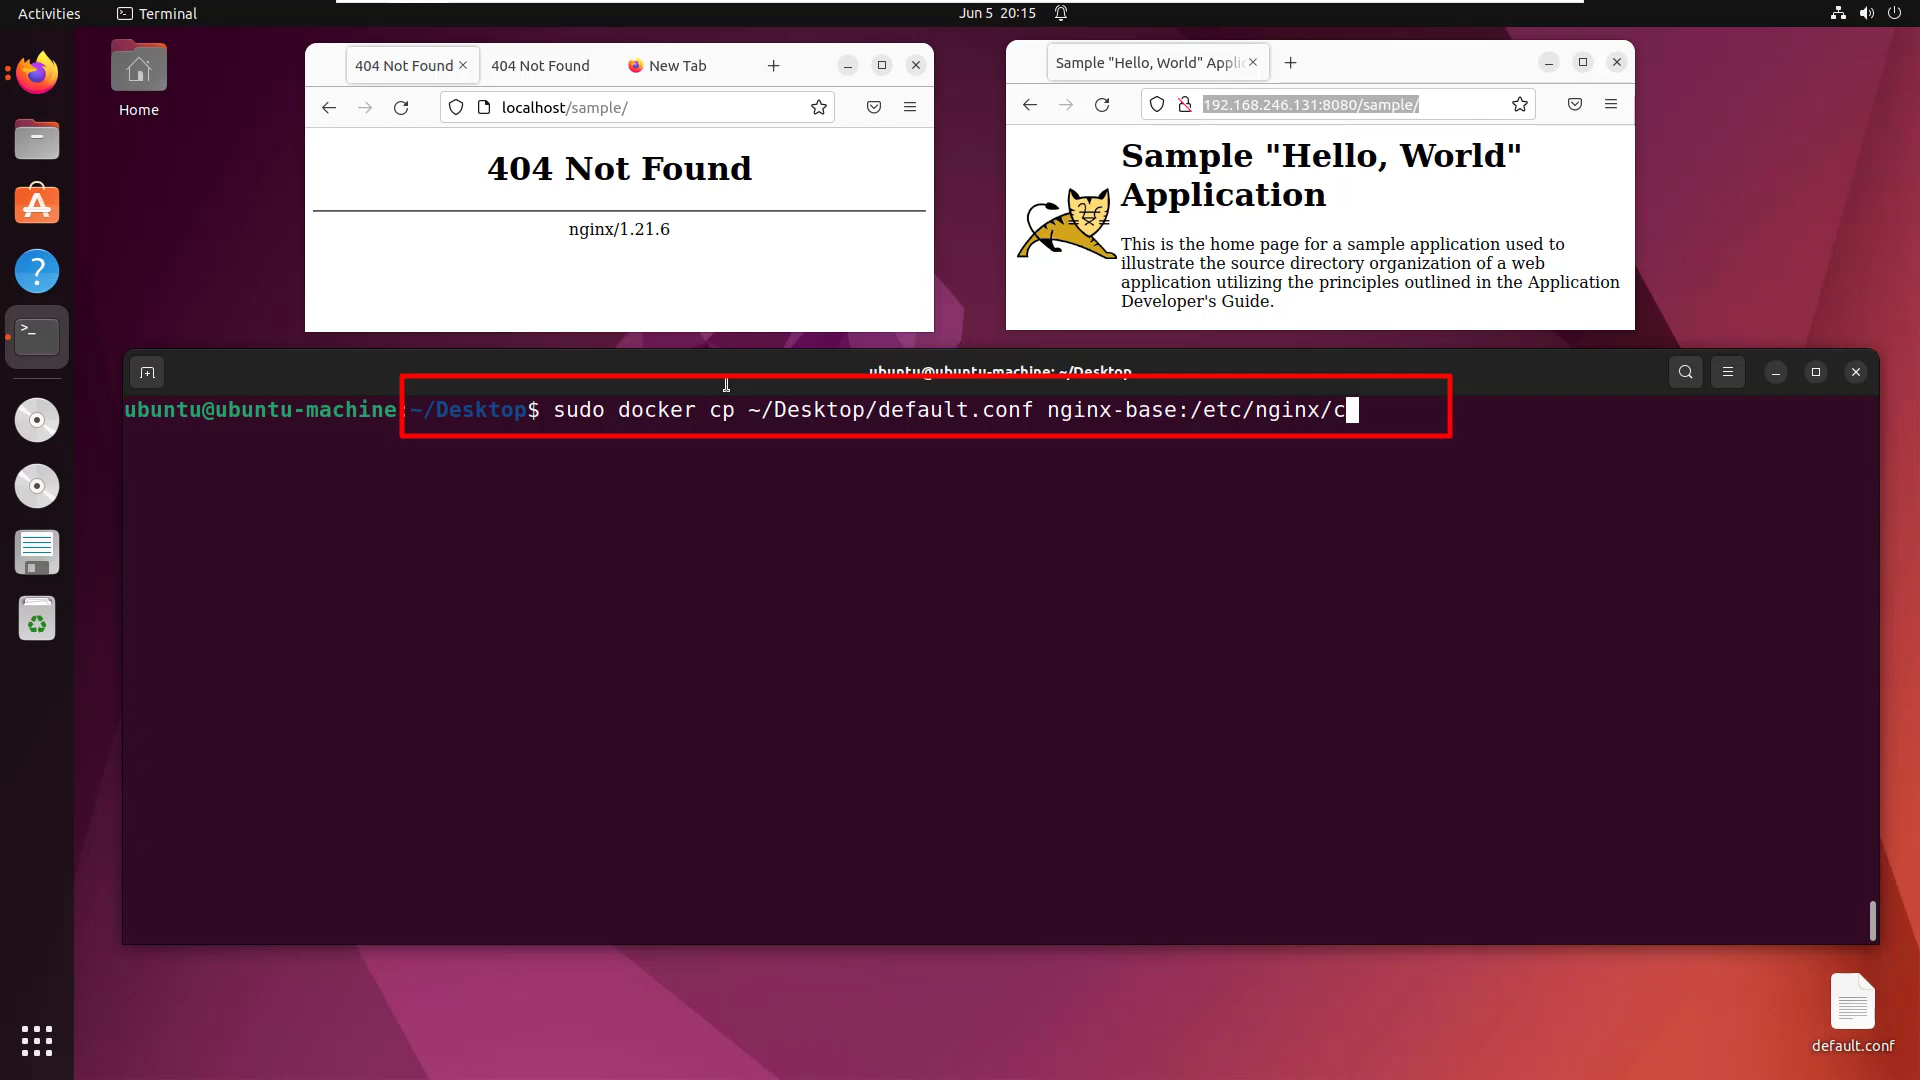 Activities
Terminal
Jun 5 20:15
Home
404 Not Found
404 Not Found
New Tab
localhost/sample/
404 Not Found
nginx/1.21.6
Sample "Hello, World" Appli
192.168.246.131:8080/sample/
Sample "Hello, World"
Application
This is the home page for a sample application used to
illustrate the source directory organization of a web
application utilizing the principles outlined in the Application
Developer's Guide.
ubuntu@ubuntu-machine: ~/Desktop
ubuntu@ubuntu-machine:~/Desktop$ sudo docker cp ~/Desktop/default.conf nginx-base:/etc/nginx/c
default.conf